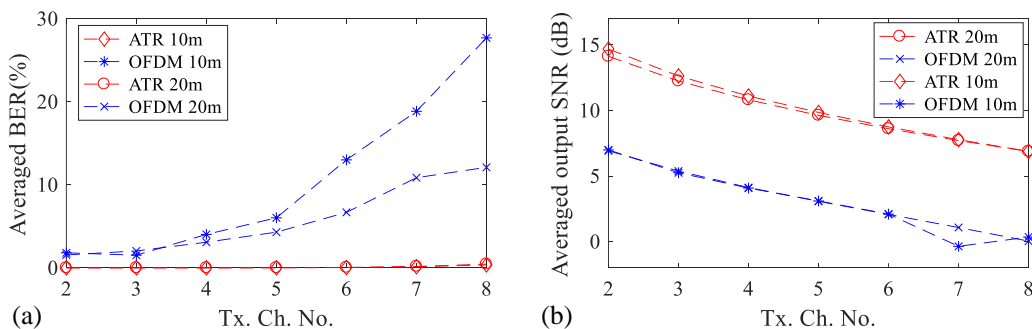 30
20
10
0
Averaged BER(%)
ATR 10m
OFDM 10m
ATR 20m
OFDM 20m
2 3 4 5 6 7 8
Tx. Ch. No.
(a)
15
10
5
0
Averaged output SNR (dB)
ATR 20m
OFDM 20m
ATR 10m
OFDM 10m
2 3 4 5 6 7 8
Tx. Ch. No.
(b)